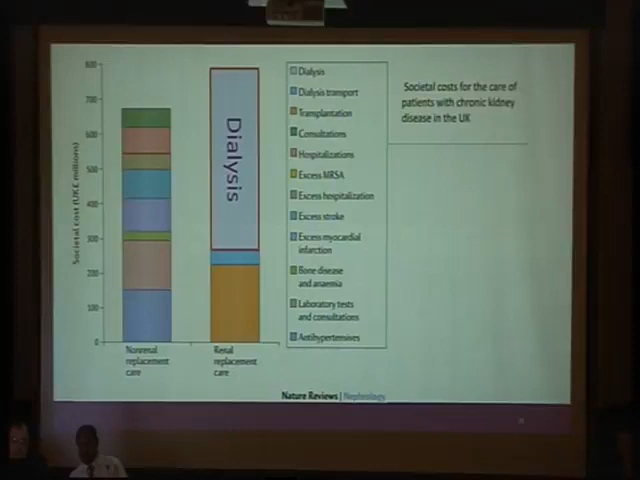 Societal costs for the care of
patients with chronic kidney
disease in the UK
Societal cost (UK£ millions)
800
700
600
500
400
300
200
100
0
Dialysis
Nonrenal
replacement
care
Renal
replacement
care
Dialysis
Dialysis transport
Transplantation
Consultations
Hospitalizations
Excess MRSA
Excess hospitalization
Excess stroke
Excess myocardial
infarction
Bone disease
and anaemia
Laboratory tests
and consultations
Antihypertensives
Nature Reviews | Nephrology